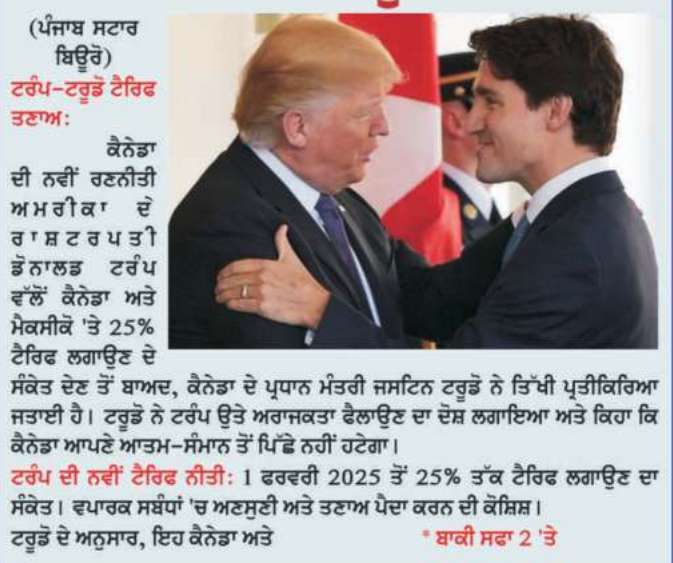 (ਪੰਜਾਬ ਸਟਾਰ
ਬਿਊਰੋ)
ਟਰੰਪ-ਟਰੂਡੋ ਟੈਰਿਫ
ਤਣਾਅ:
ਕੈਨੇਡਾ
ਦੀ ਨਵੀਂ ਰਣਨੀਤੀ
ਅਮਰੀਕਾ ਦੇ
ਰਾਸ਼ਟਰਪਤੀ
ਡੋਨਾਲਡ ਟਰੰਪ
ਵੱਲੋਂ ਕੈਨੇਡਾ ਅਤੇ
ਮੈਕਸੀਕੋ 'ਤੇ 25%
ਟੈਰਿਫ ਲਗਾਉਣ ਦੇ
ਸੰਕੇਤ ਦੇਣ ਤੋਂ ਬਾਅਦ, ਕੈਨੇਡਾ ਦੇ ਪ੍ਰਧਾਨ ਮੰਤਰੀ ਜਸਟਿਨ ਟਰੂਡੋ ਨੇ ਤਿੱਖੀ ਪ੍ਰਤੀਕਿਰਿਆ
ਜਤਾਈ ਹੈ। ਟਰੂਡੋ ਨੇ ਟਰੰਪ ਉਤੇ ਅਰਾਜਕਤਾ ਫੈਲਾਉਣ ਦਾ ਦੋਸ਼ ਲਗਾਇਆ ਅਤੇ ਕਿਹਾ ਕਿ
ਕੈਨੇਡਾ ਆਪਣੇ ਆਤਮ-ਸੰਮਾਨ ਤੋਂ ਪਿੱਛੇ ਨਹੀਂ ਹਟੇਗਾ।
ਟਰੰਪ ਦੀ ਨਵੀਂ ਟੈਰਿਫ ਨੀਤੀ: 1 ਫਰਵਰੀ 2025 ਤੋਂ 25% ਤੱਕ ਟੈਰਿਫ ਲਗਾਉਣ ਦਾ
ਸੰਕੇਤ। ਵਪਾਰਕ ਸਬੰਧਾਂ 'ਚ ਅਣਸੁਣੀ ਅਤੇ ਤਣਾਅ ਪੈਦਾ ਕਰਨ ਦੀ ਕੋਸ਼ਿਸ਼।
ਟਰੂਡੋ ਦੇ ਅਨੁਸਾਰ, ਇਹ ਕੈਨੇਡਾ ਅਤੇ * ਬਾਕੀ ਸਫਾ 2 'ਤੇ